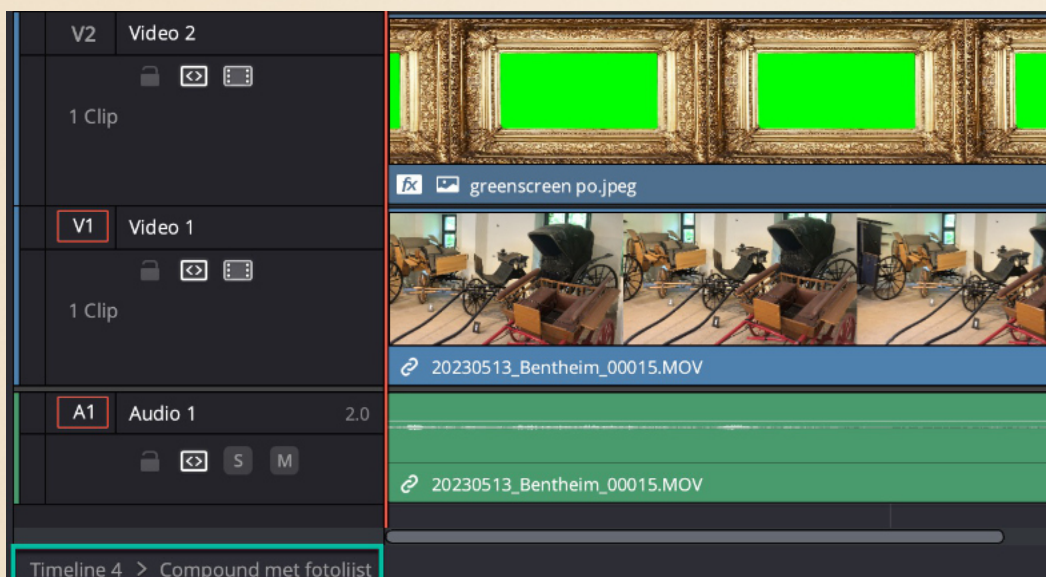 V2 Video 2
1 Clip
fx greenscreen po.jpeg
V1 Video 1
1 Clip
20230513_Bentheim_00015.MOV
A1 Audio 1 2.0
S M
20230513_Bentheim_00015.MOV
Timeline 4 > Compound met fotolijst